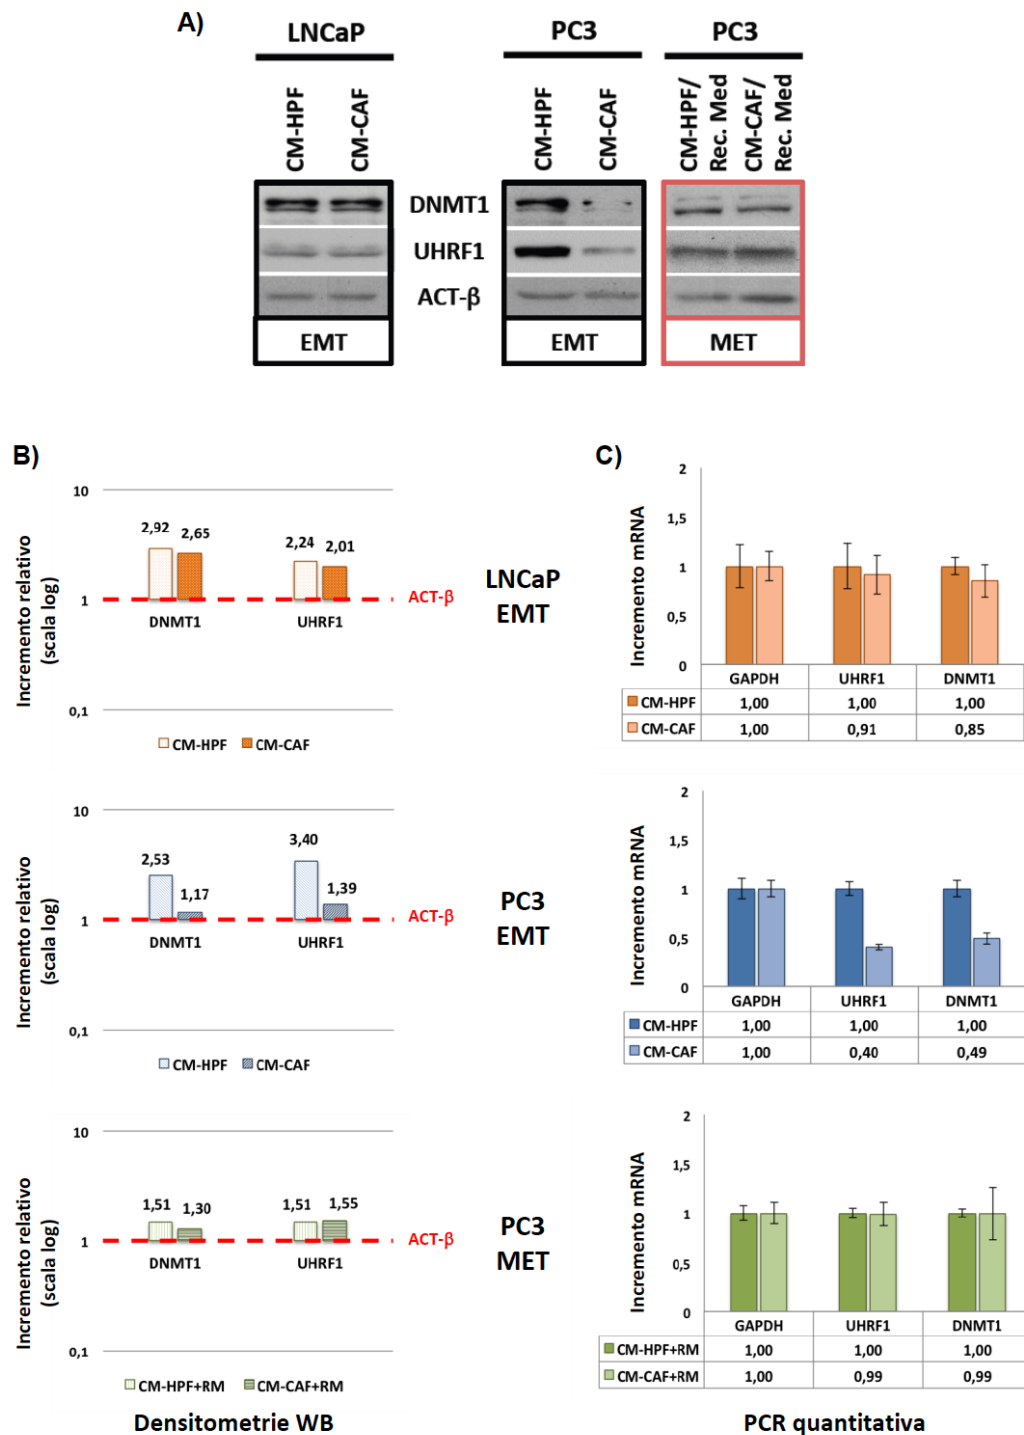 A)
LNCaP
PC3
PC3
CM-HPF
CM-CAF
CM-HPF
CM-CAF
CM-HPF/
Rec. Med
CM-CAF/
Rec. Med
DNMT1
UHRF1
ACT-β
EMT
EMT
MET
B)
Incremento relativo
(scala log)
10
1
0,1
2,92
2,65
2,24
2,01
DNMT1
UHRF1
ACT-β
CM-HPF
CM-CAF
LNCaP
EMT
C)
Incremento mRNA
2
1,5
1
0,5
0
GAPDH UHRF1 DNMT1
CM-HPF 1,00 1,00 1,00
CM-CAF 1,00 0,91 0,85
Incremento relativo
(scala log)
10
1
0,1
2,53
1,17
3,40
1,39
DNMT1
UHRF1
ACT-β
CM-HPF
CM-CAF
PC3
EMT
Incremento mRNA
2
1,5
1
0,5
0
GAPDH UHRF1 DNMT1
CM-HPF 1,00 1,00 1,00
CM-CAF 1,00 0,40 0,49
Incremento relativo
(scala log)
10
1
0,1
1,51
1,30
1,51
1,55
DNMT1
UHRF1
ACT-β
CM-HPF+RM
CM-CAF+RM
PC3
MET
Incremento mRNA
2
1,5
1
0,5
0
GAPDH UHRF1 DNMT1
CM-HPF+RM 1,00 1,00 1,00
CM-CAF+RM 1,00 0,99 0,99
Densitometrie WB
PCR quantitativa